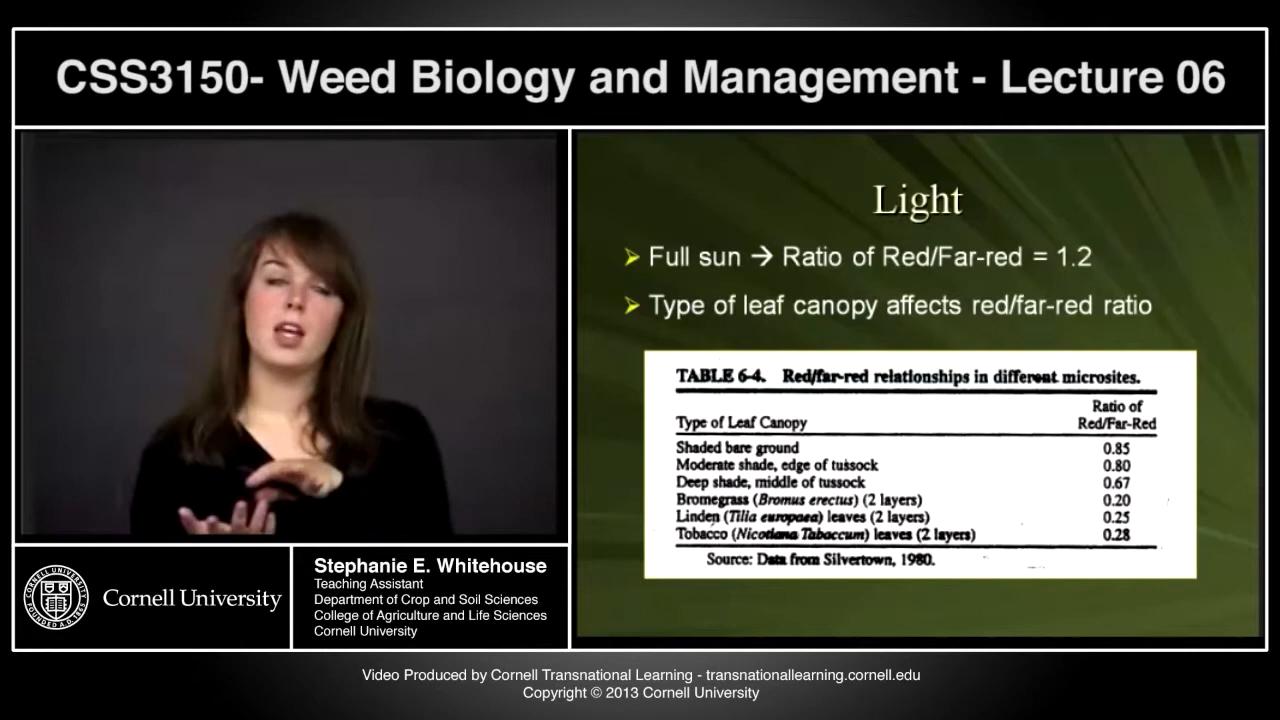 CSS3150- Weed Biology and Management - Lecture 06
Light
➢ Full sun → Ratio of Red/Far-red = 1.2
➢ Type of leaf canopy affects red/far-red ratio
TABLE 6-4. Red/far-red relationships in different microsites.
Type of Leaf Canopy Ratio of Red/Far-Red
Shaded bare ground 0.85
Moderate shade, edge of tussock 0.80
Deep shade, middle of tussock 0.67
Bromegrass (Bromus erectus) (2 layers) 0.20
Linden (Tilia europaea) leaves (2 layers) 0.25
Tobacco (Nicotiana Tabaccum) leaves (2 layers) 0.28
Source: Data from Silvertown, 1980.
Cornell University
Stephanie E. Whitehouse
Teaching Assistant
Department of Crop and Soil Sciences
College of Agriculture and Life Sciences
Cornell University
Video Produced by Cornell Transnational Learning - transnationallearning.cornell.edu
Copyright © 2013 Cornell University